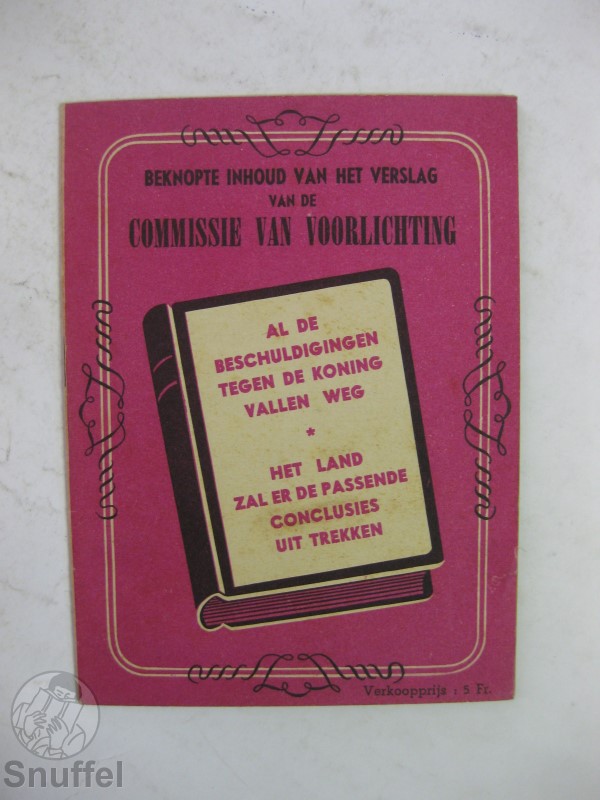 BEKNOPTE INHOUD VAN HET VERSLAG
VAN DE
COMMISSIE VAN VOORLICHTING
AL DE
BESCHULDIGINGEN
TEGEN DE KONING
VALLEN WEG
*
HET LAND
ZAL ER DE PASSENDE
CONCLUSIES
UIT TREKKEN
Verkoopprijs : 5 Fr.
Snuffel